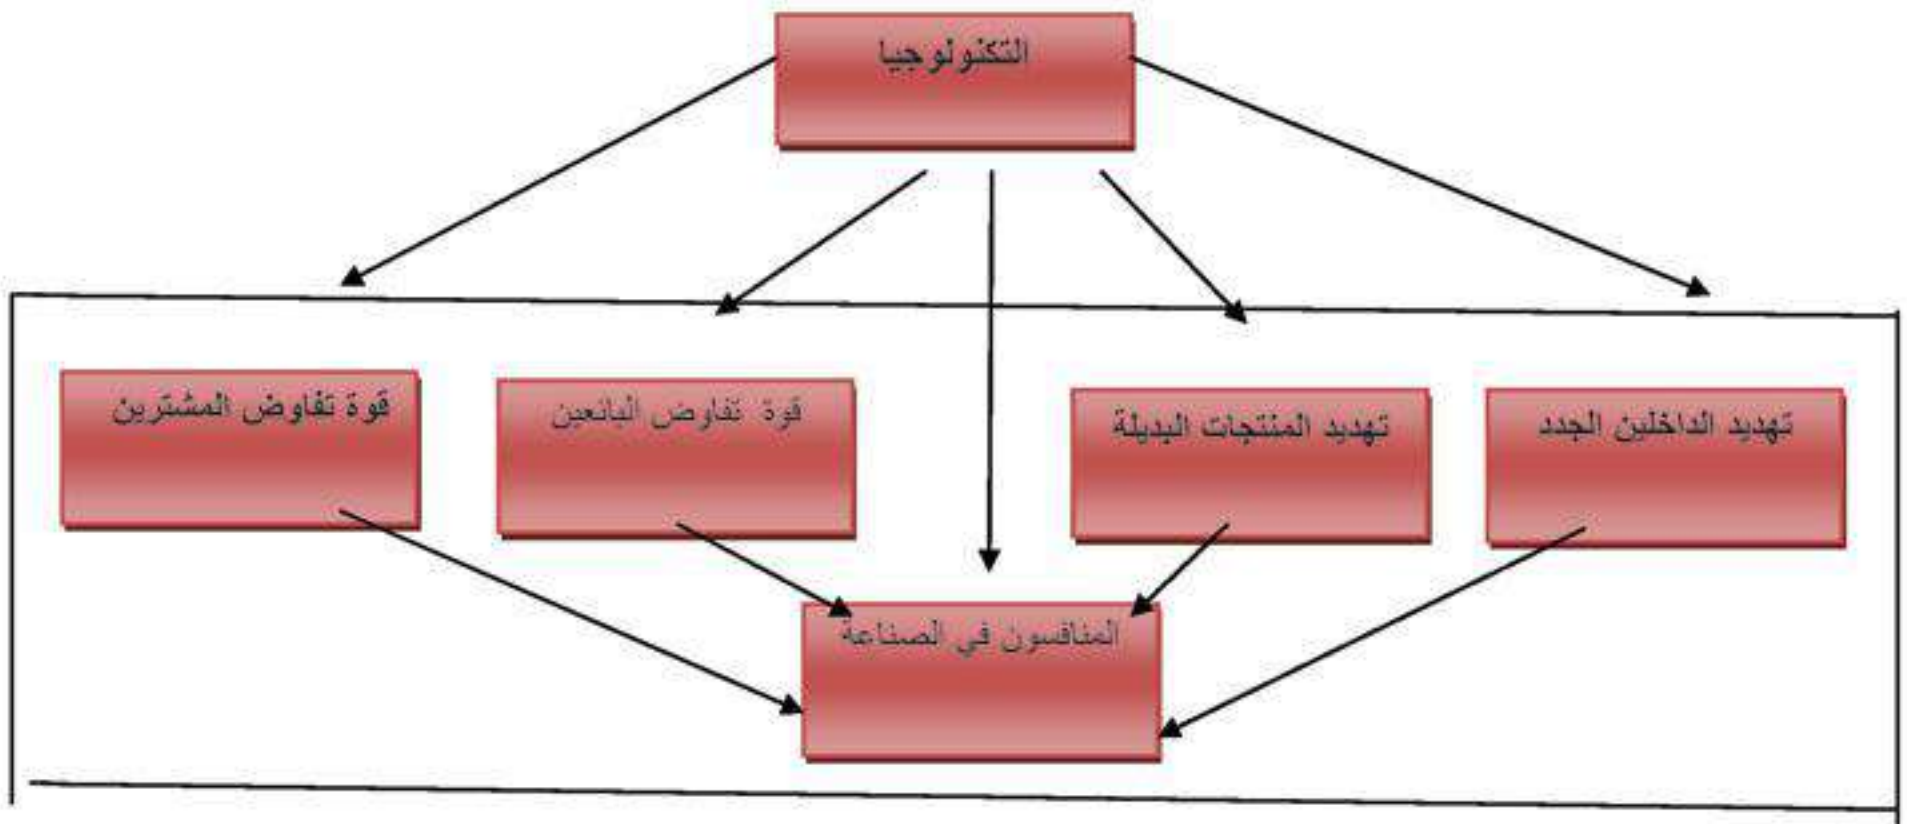 التكنولوجيا
تهديد الداخلين الجدد
تهديد المنتجات البديلة
قوة تفاوض البائعين
قوة تفاوض المشترين
المنافسون في الصناعة